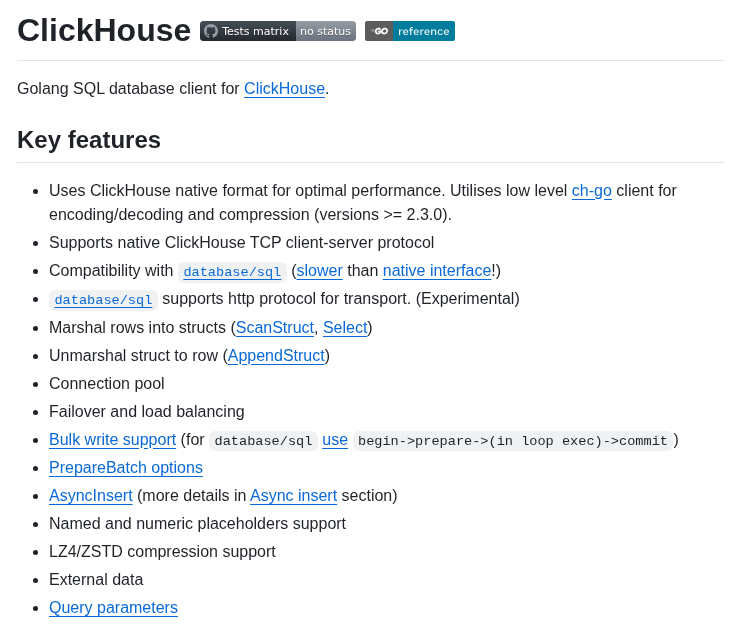 ClickHouse Tests matrix no status GO reference
Golang SQL database client for ClickHouse.
Key features
Uses ClickHouse native format for optimal performance. Utilises low level ch-go client for
encoding/decoding and compression (versions >= 2.3.0).
Supports native ClickHouse TCP client-server protocol
Compatibility with database/sql (slower than native interface!)
database/sql supports http protocol for transport. (Experimental)
Marshal rows into structs (ScanStruct, Select)
Unmarshal struct to row (AppendStruct)
Connection pool
Failover and load balancing
Bulk write support (for database/sql use begin->prepare->(in loop exec)->commit)
PrepareBatch options
AsyncInsert (more details in Async insert section)
Named and numeric placeholders support
LZ4/ZSTD compression support
External data
Query parameters